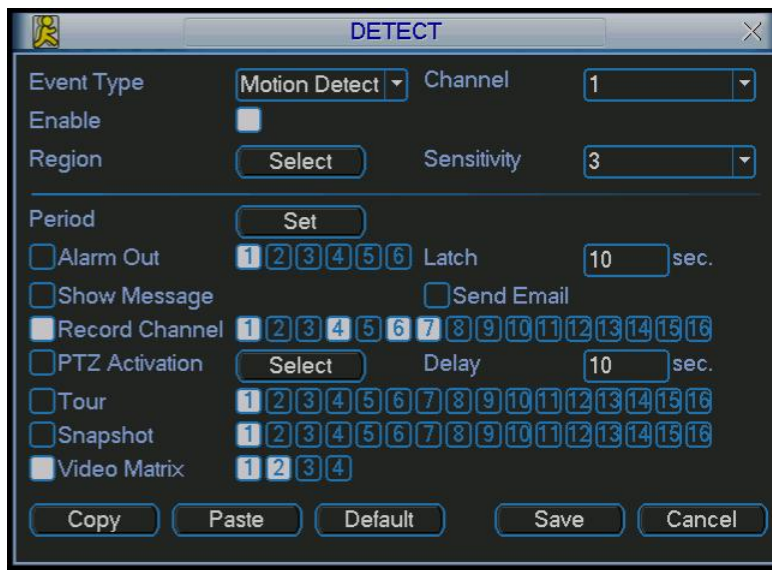 DETECT
Event Type Motion Detect Channel 1
Enable
Region Select Sensitivity 3
Period Set
Alarm Out 1 2 3 4 5 6 Latch 10 sec.
Show Message Send Email
Record Channel 1 2 3 4 5 6 7 8 9 10 11 12 13 14 15 16
PTZ Activation Select Delay 10 sec.
Tour 1 2 3 4 5 6 7 8 9 10 11 12 13 14 15 16
Snapshot 1 2 3 4 5 6 7 8 9 10 11 12 13 14 15 16
Video Matrix 1 2 3 4
Copy Paste Default Save Cancel